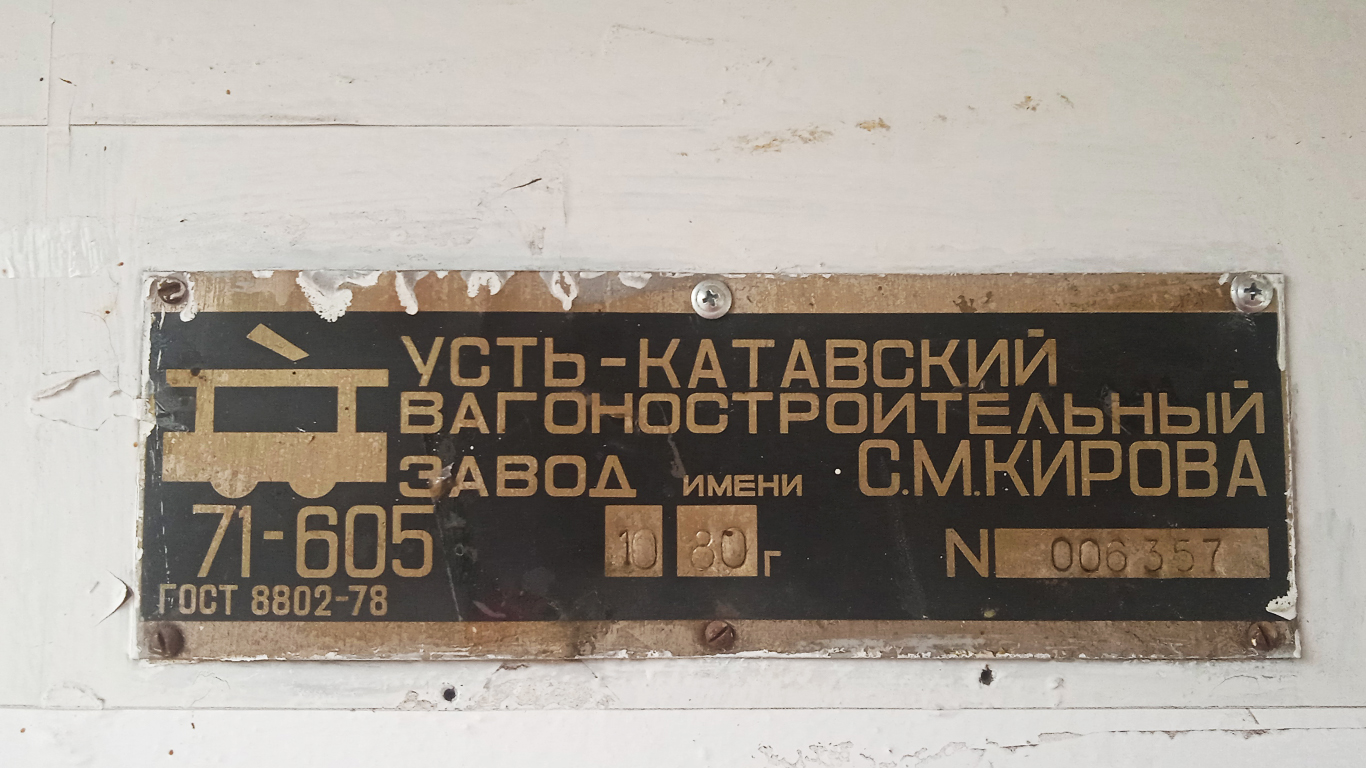 УСТЬ-КАТАВСКИЙ
ВАГОНОСТРОИТЕЛЬНЫЙ
ЗАВОД ИМЕНИ С.М.КИРОВА
71-605 10 80 г N 006357
ГОСТ 8802-78